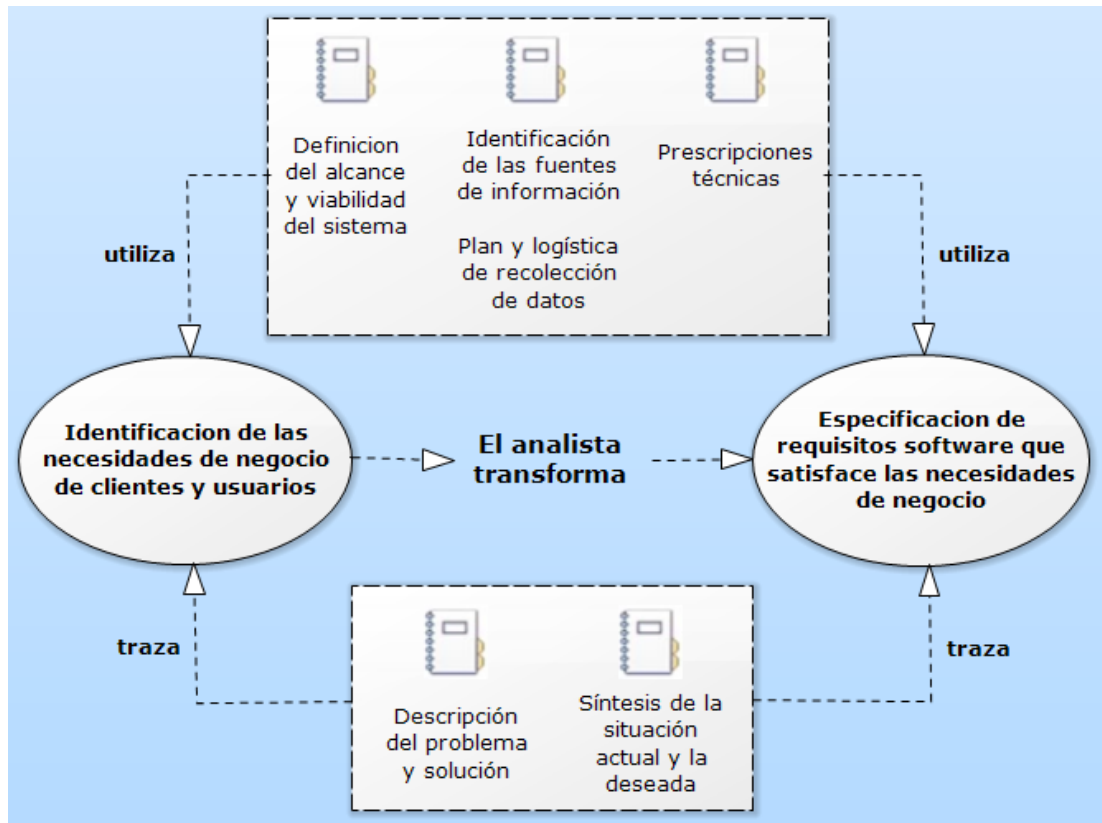 Definicion
del alcance
y viabilidad
del sistema
Identificación
de las fuentes
de información
Plan y logística
de recolección
de datos
Prescripciones
técnicas
utiliza
utiliza
Identificacion de las
necesidades de negocio
de clientes y usuarios
El analista
transforma
Especificacion de
requisitos software que
satisface las necesidades
de negocio
traza
traza
Descripción
del problema
y solución
Síntesis de la
situación
actual y la
deseada